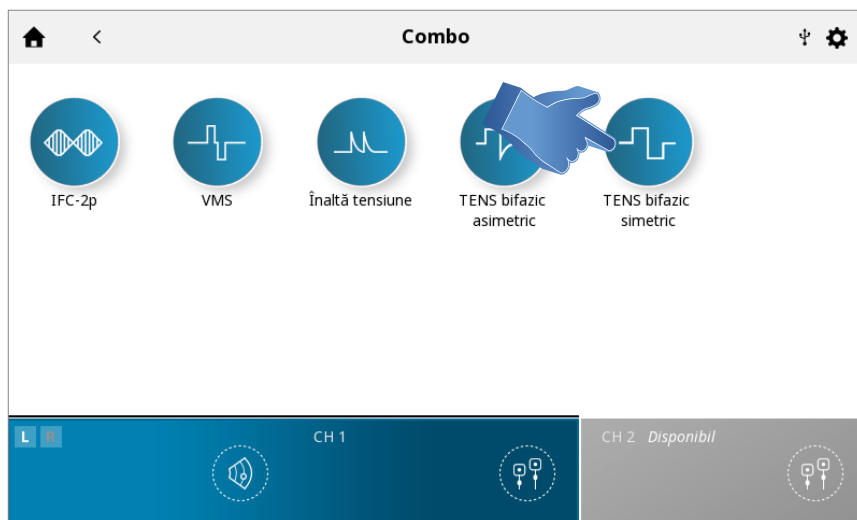 Combo
IFC-2p
VMS
Înaltă tensiune
TENS bifazic
asimetric
TENS bifazic
simetric
L R
CH 1
CH 2 Disponibil